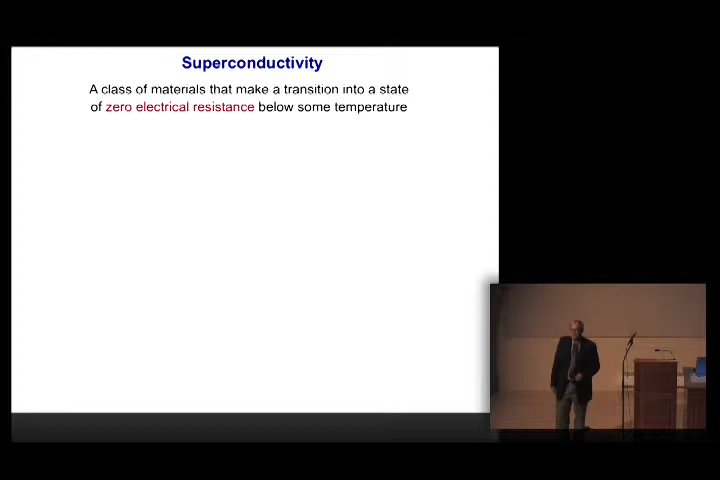 Superconductivity
A class of materials that make a transition into a state
of zero electrical resistance below some temperature